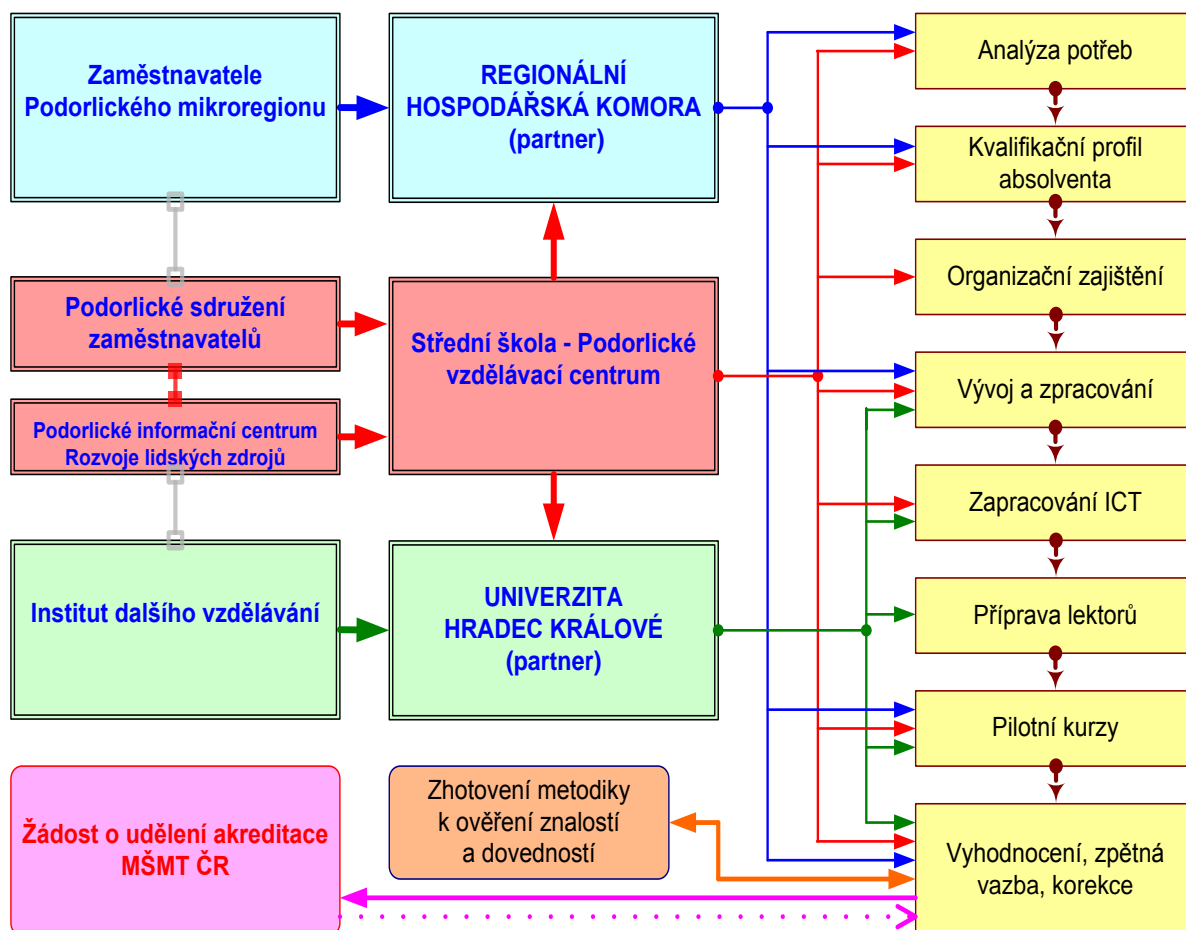 Zaměstnavatele
Podorlického mikroregionu
REGIONÁLNÍ
HOSPODÁŘSKÁ KOMORA
(partner)
Podorlické sdružení
zaměstnavatelů
Střední škola - Podorlické
vzdělávací centrum
Podorlické informační centrum
Rozvoje lidských zdrojů
Institut dalšího vzdělávání
UNIVERZITA
HRADEC KRÁLOVÉ
(partner)
Žádost o udělení akreditace
MŠMT ČR
Zhotovení metodiky
k ověření znalostí
a dovedností
Analýza potřeb
Kvalifikační profil
absolventa
Organizační zajištění
Vývoj a zpracování
Zapracování ICT
Příprava lektorů
Pilotní kurzy
Vyhodnocení, zpětná
vazba, korekce